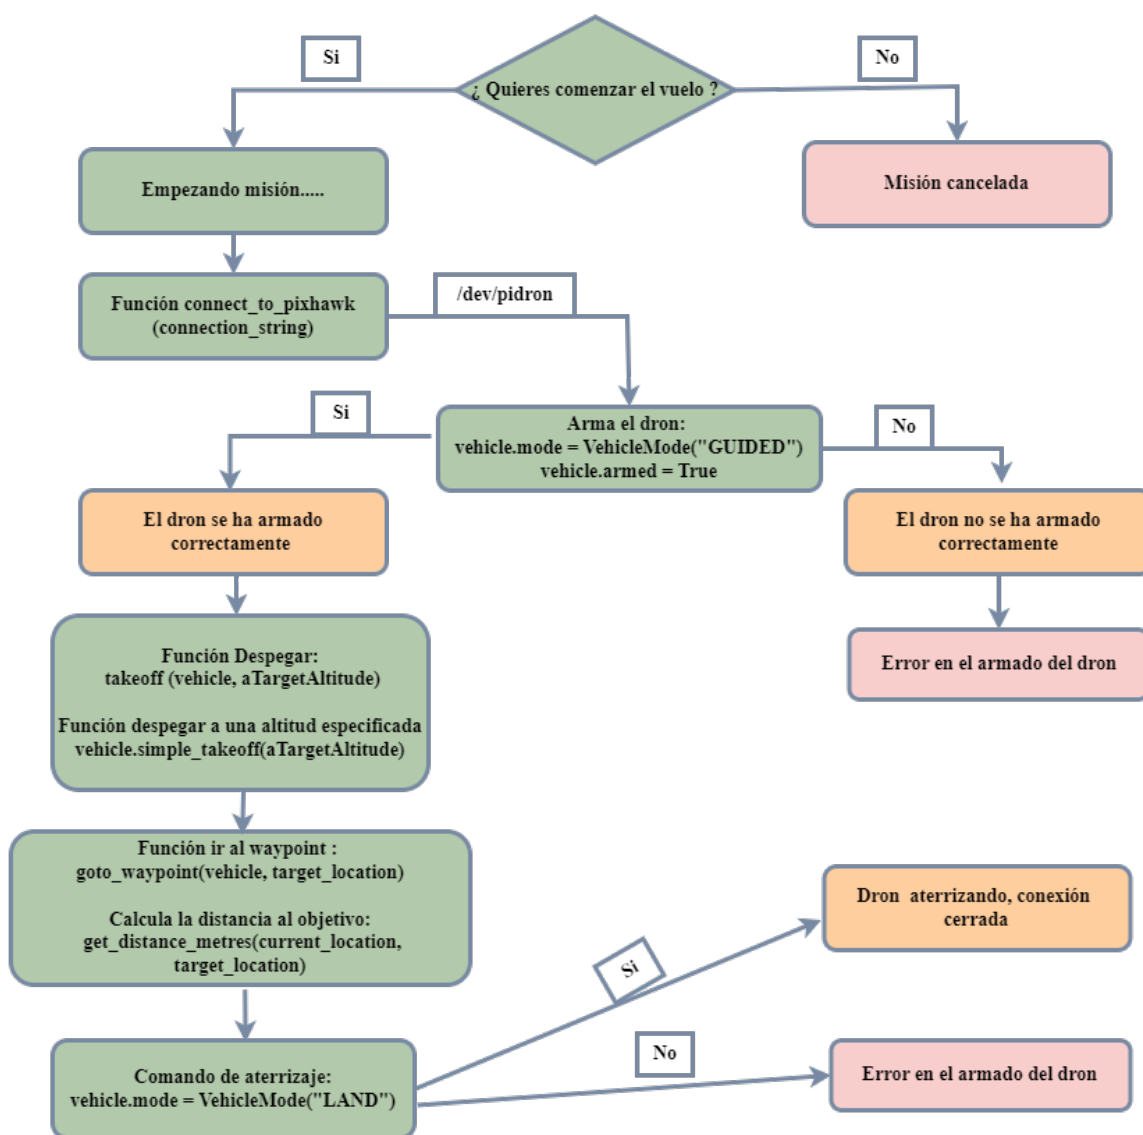 Si
¿ Quieres comenzar el vuelo ?
No
Empezando misión.....
Misión cancelada
Función connect_to_pixhawk
(connection_string)
/dev/pidron
Si
Arma el dron:
vehicle.mode = VehicleMode("GUIDED")
vehicle.armed = True
No
El dron se ha armado
correctamente
El dron no se ha armado
correctamente
Función Despegar:
takeoff (vehicle, aTargetAltitude)
Función despegar a una altitud especificada
vehicle.simple_takeoff(aTargetAltitude)
Error en el armado del dron
Función ir al waypoint :
goto_waypoint(vehicle, target_location)
Calcula la distancia al objetivo:
get_distance_metres(current_location,
target_location)
Si
Dron aterrizando, conexión
cerrada
Comando de aterrizaje:
vehicle.mode = VehicleMode("LAND")
No
Error en el armado del dron